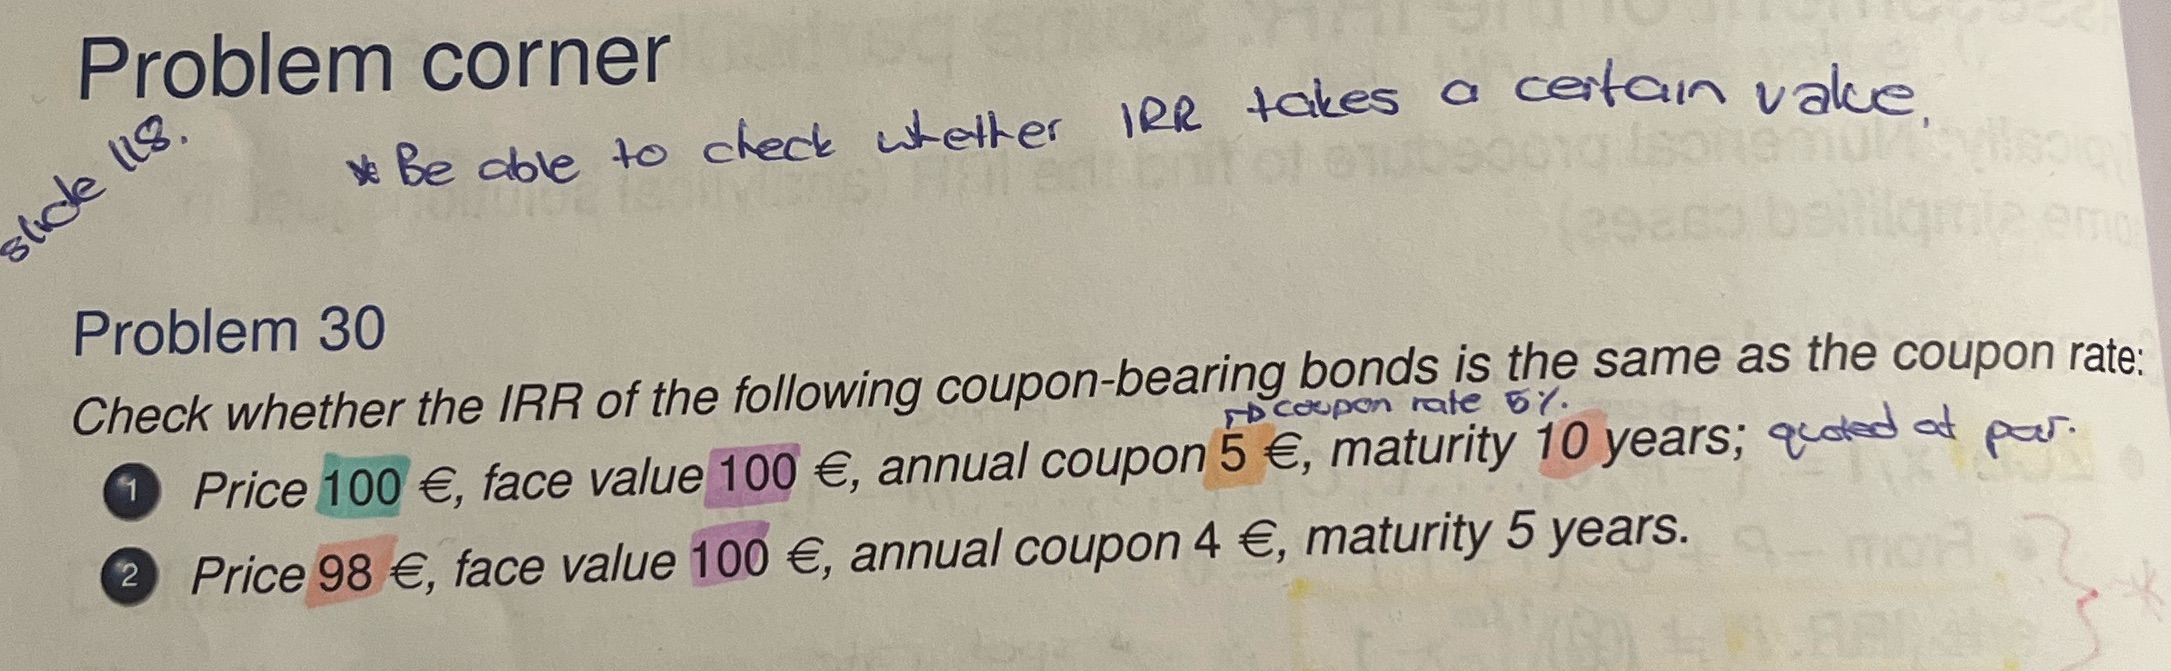 Problem corner
slide 118.
* Be able to check whether IRR takes a certain value.
Problem 30
Check whether the IRR of the following coupon-bearing bonds is the same as the coupon rate:
↳ coupon rate 5%.
1 Price 100 €, face value 100 €, annual coupon 5 €, maturity 10 years; quoted at par.
2 Price 98 €, face value 100 €, annual coupon 4 €, maturity 5 years.